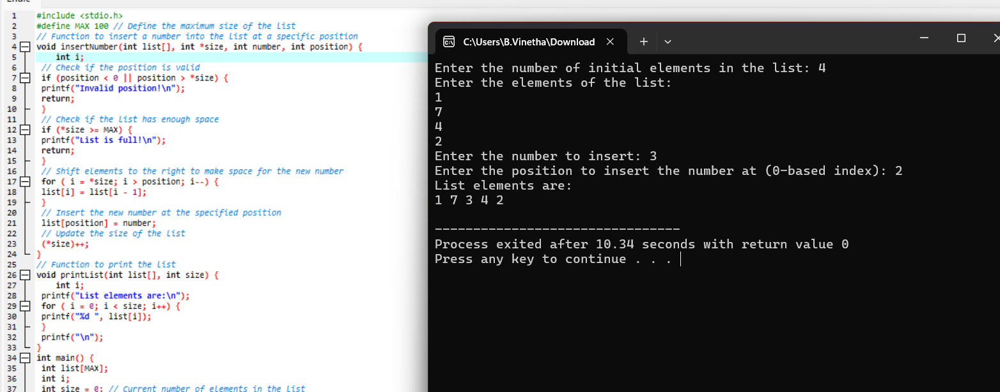 1 #include <stdio.h>
2 #define MAX 100 // Define the maximum size of the list
3 // Function to insert a number into the list at a specific position
4 void insertNumber(int list[], int *size, int number, int position) {
5 int i;
6 // Check if the position is valid
7 if (position < 0 || position > *size) {
8 printf("Invalid position!\n");
9 return;
10 }
11 // Check if the list has enough space
12 if (*size >= MAX) {
13 printf("List is full!\n");
14 return;
15 }
16 // Shift elements to the right to make space for the new number
17 for ( i = *size; i > position; i--) {
18 list[i] = list[i - 1];
19 }
20 // Insert the new number at the specified position
21 list[position] = number;
22 // Update the size of the list
23 (*size)++;
24 }
25 // Function to print the list
26 void printList(int list[], int size) {
27 int i;
28 printf("List elements are:\n");
29 for ( i = 0; i < size; i++) {
30 printf("%d ", list[i]);
31 }
32 printf("\n");
33 }
34 int main() {
35 int list[MAX];
36 int i;
37 int size = 0; // Current number of elements in the list
C:\Users\B.Vinetha\Download
Enter the number of initial elements in the list: 4
Enter the elements of the list:
1
7
4
2
Enter the number to insert: 3
Enter the position to insert the number at (0-based index): 2
List elements are:
1 7 3 4 2
--------------------------------
Process exited after 10.34 seconds with return value 0
Press any key to continue . . .